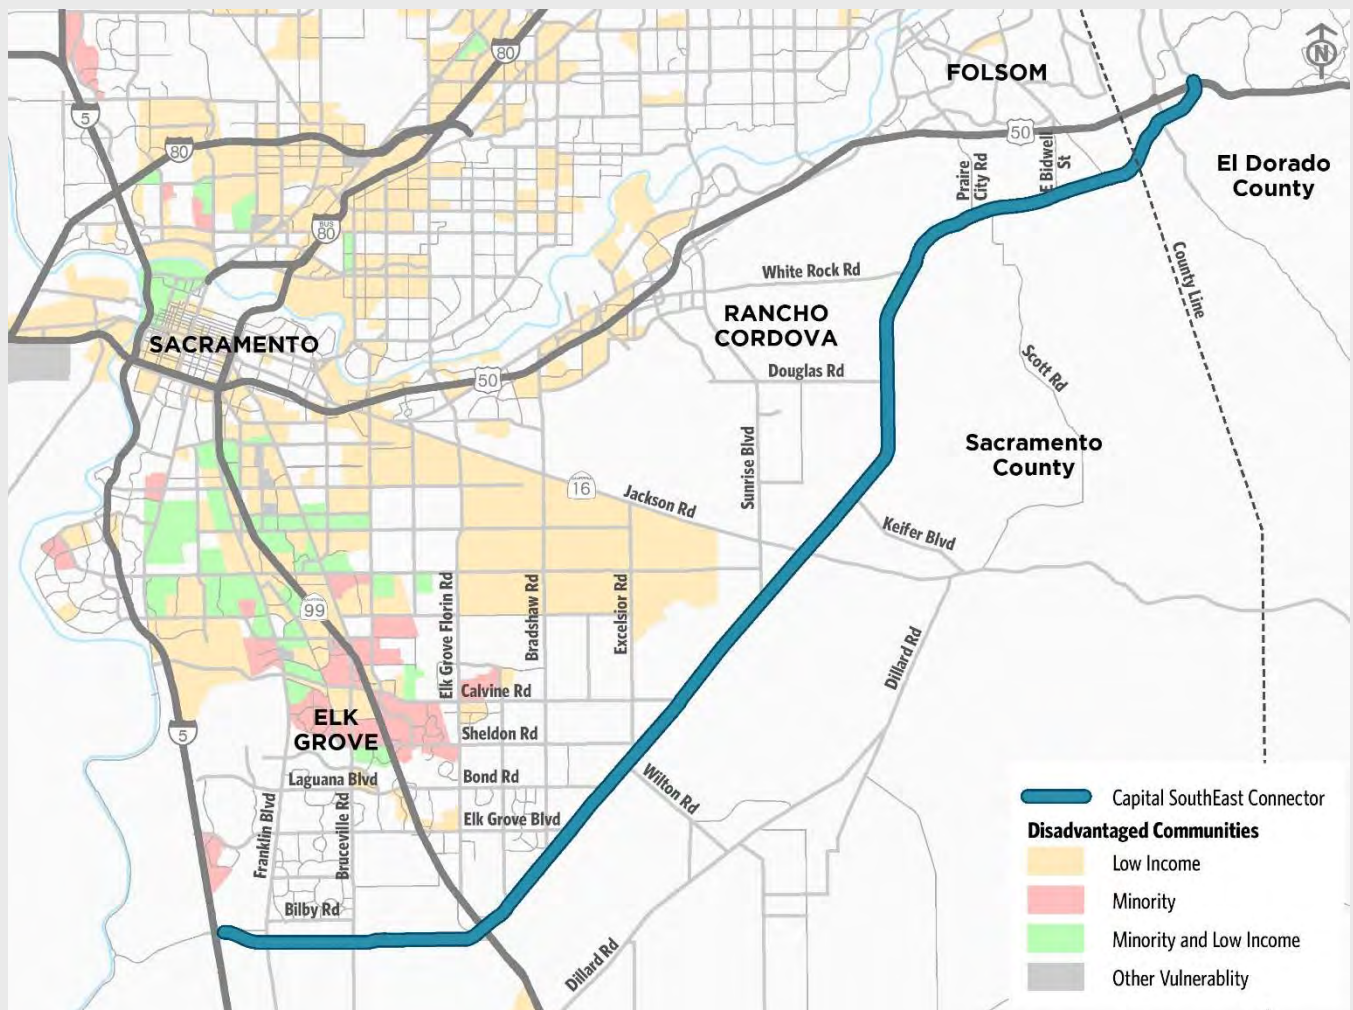 N
FOLSOM
80
5
50
80
Praire
City Rd
E Bidwell
St
El Dorado
County
BUS
80
County Line
White Rock Rd
RANCHO
CORDOVA
SACRAMENTO
Scott Rd
Douglas Rd
50
Sacramento
County
Sunrise Blvd
16
Jackson Rd
Keifer Blvd
99
Elk Grove Florin Rd
Bradshaw Rd
Excelsior Rd
Dillard Rd
Calvine Rd
ELK
GROVE
5
Sheldon Rd
Laguana Blvd
Bond Rd
Wilton Rd
Franklin Blvd
Bruceville Rd
Elk Grove Blvd
Bilby Rd
Dillard Rd
Capital SouthEast Connector
Disadvantaged Communities
Low Income
Minority
Minority and Low Income
Other Vulnerablity